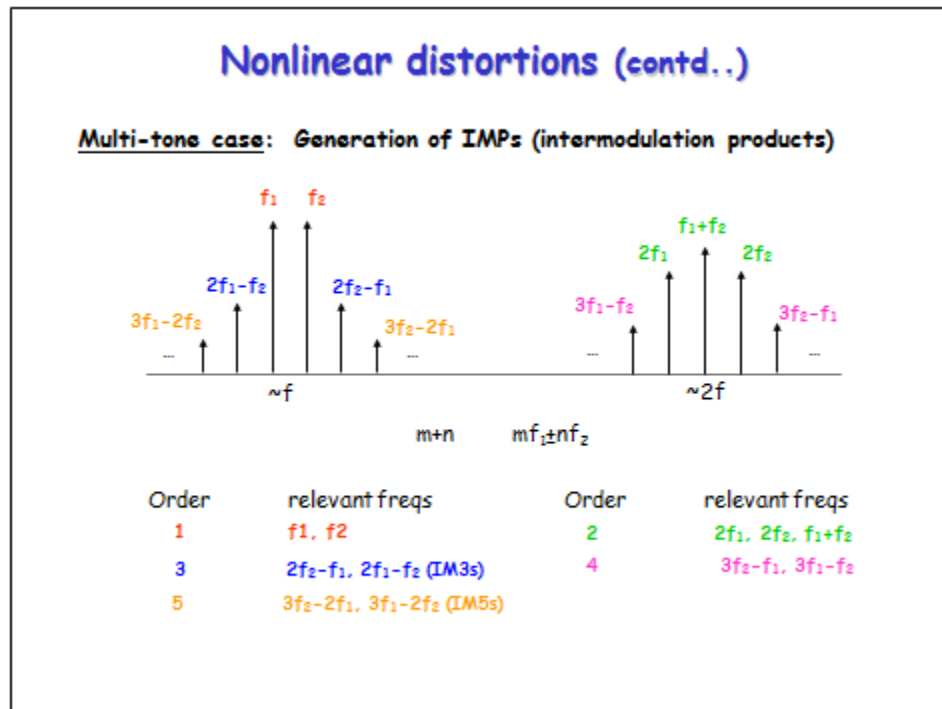 Nonlinear distortions (contd..)
Multi-tone case: Generation of IMPs (intermodulation products)
f₁ f₂
f₁+f₂
2f₁ 2f₂
2f₁-f₂ 2f₂-f₁
3f₁-f₂ 3f₂-f₁
3f₁-2f₂ 3f₂-2f₁
... ... ... ...
~f ~2f
m+n mf₁±nf₂
Order relevant freqs Order relevant freqs
1 f1, f2 2 2f₁, 2f₂, f₁+f₂
3 2f₂-f₁, 2f₁-f₂ (IM3s) 4 3f₂-f₁, 3f₁-f₂
5 3f₂-2f₁, 3f₁-2f₂ (IM5s)